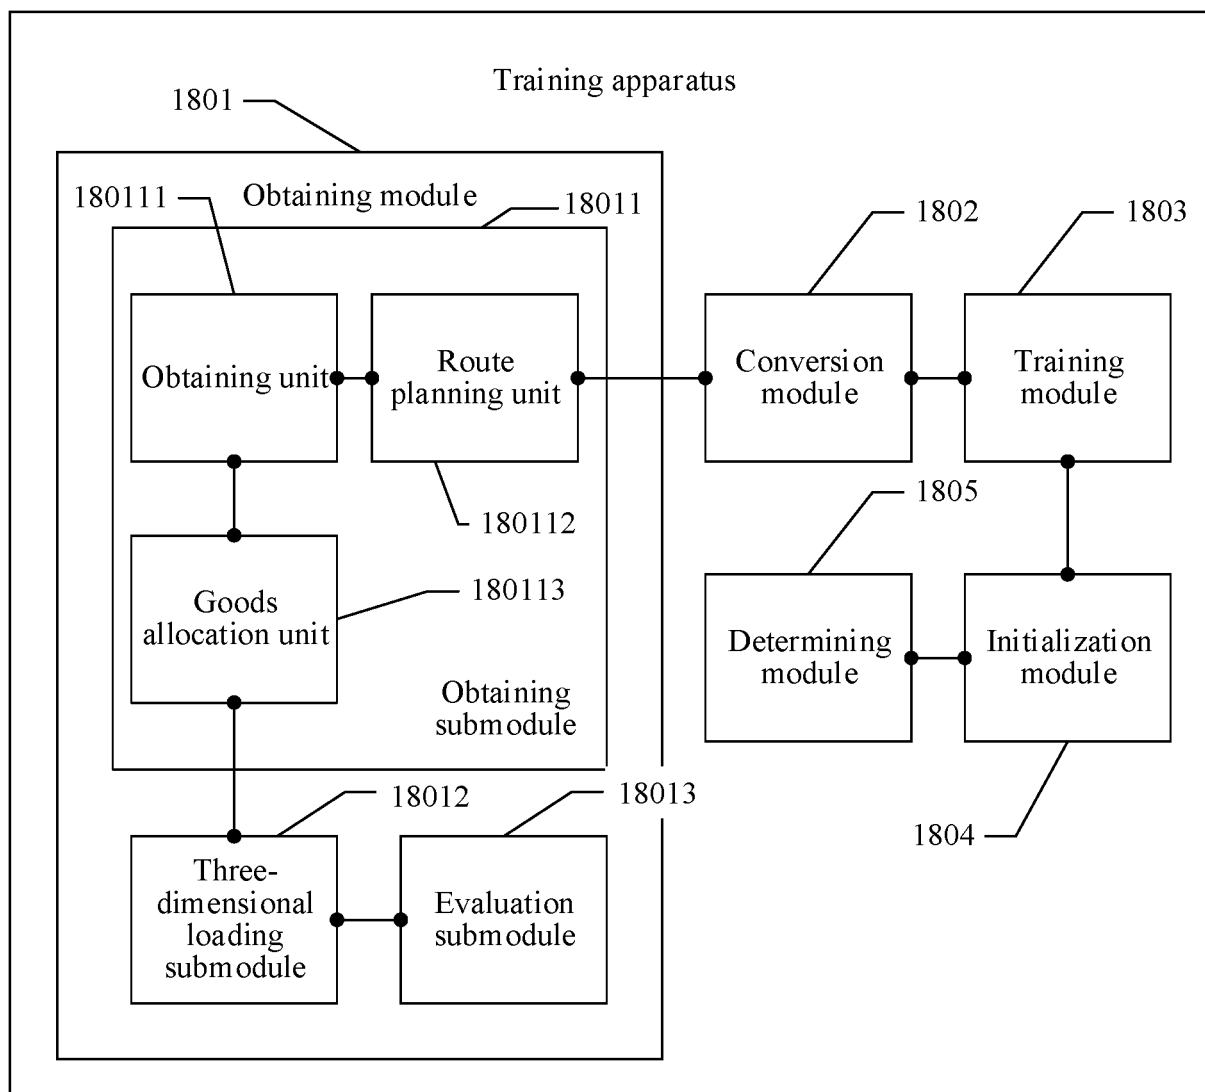 Training apparatus
1801
Obtaining module
180111
18011
1802
1803
Obtaining unit
Route
planning unit
Conversion
module
Training
module
180112
1805
Goods
allocation unit
180113
Determining
module
Initialization
module
Obtaining
submodule
18012
18013
1804
Three-
dimensional
loading
submodule
Evaluation
submodule